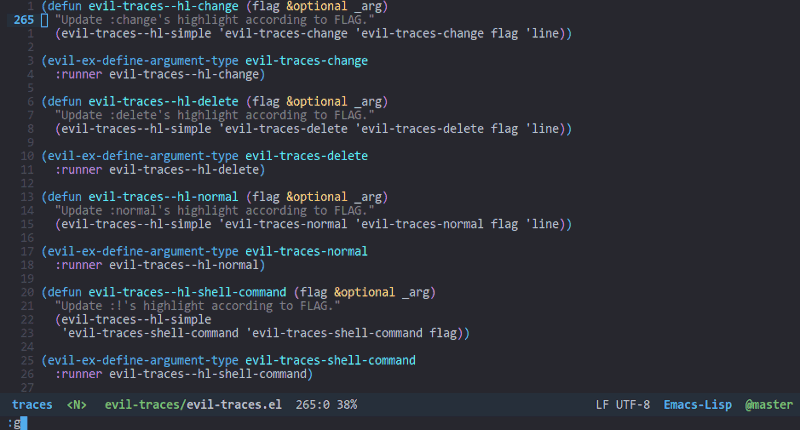 1 (defun evil-traces--hl-change (flag &optional _arg)
265 "Update :change's highlight according to FLAG."
1 (evil-traces--hl-simple 'evil-traces-change 'evil-traces-change flag 'line))
2
3 (evil-ex-define-argument-type evil-traces-change
4 :runner evil-traces--hl-change)
5
6 (defun evil-traces--hl-delete (flag &optional _arg)
7 "Update :delete's highlight according to FLAG."
8 (evil-traces--hl-simple 'evil-traces-delete 'evil-traces-delete flag 'line))
9
10 (evil-ex-define-argument-type evil-traces-delete
11 :runner evil-traces--hl-delete)
12
13 (defun evil-traces--hl-normal (flag &optional _arg)
14 "Update :normal's highlight according to FLAG."
15 (evil-traces--hl-simple 'evil-traces-normal 'evil-traces-normal flag 'line))
16
17 (evil-ex-define-argument-type evil-traces-normal
18 :runner evil-traces--hl-normal)
19
20 (defun evil-traces--hl-shell-command (flag &optional _arg)
21 "Update :!'s highlight according to FLAG."
22 (evil-traces--hl-simple
23 'evil-traces-shell-command 'evil-traces-shell-command flag))
24
25 (evil-ex-define-argument-type evil-traces-shell-command
26 :runner evil-traces--hl-shell-command)
27
traces <N> evil-traces/evil-traces.el 265:0 38% LF UTF-8 Emacs-Lisp @master
:g